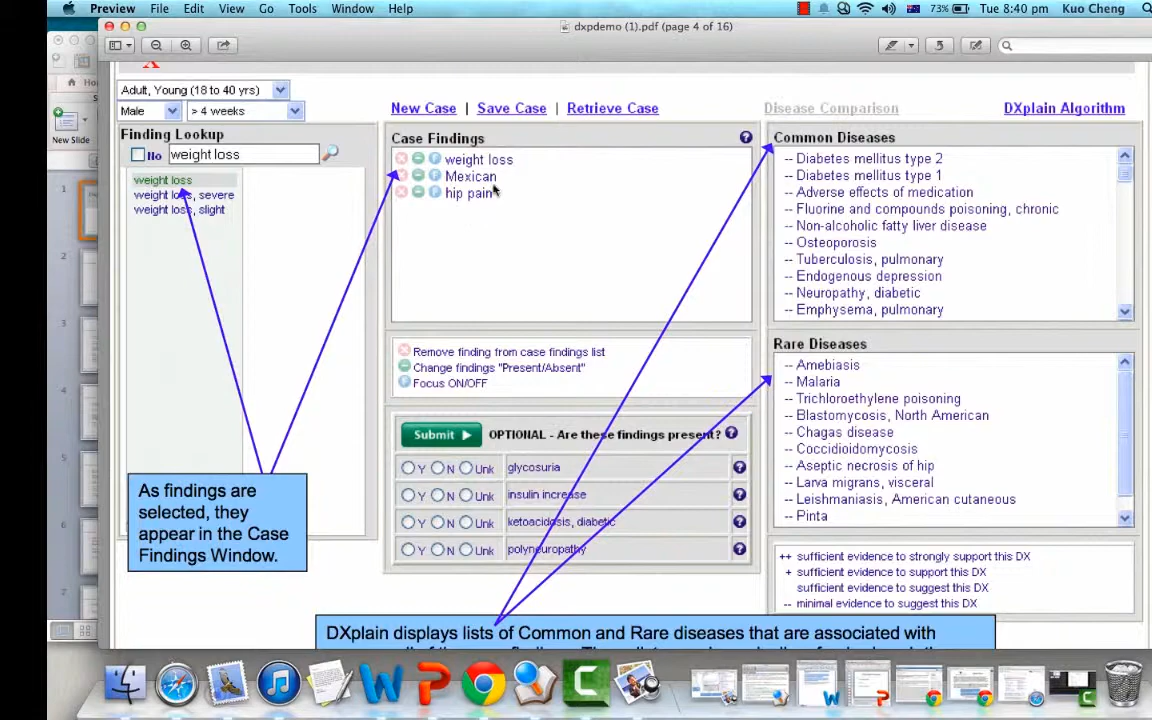 Preview File Edit View Go Tools Window Help 73% Tue 8:40 pm Kuo Cheng
dxpdemo (1).pdf (page 4 of 16)
Adult, Young (18 to 40 yrs)
Male > 4 weeks
New Case | Save Case | Retrieve Case
Disease Comparison DXplain Algorithm
Finding Lookup
No weight loss
weight loss
weight loss, severe
weight loss, slight
Case Findings
weight loss
Mexican
hip pain
Remove finding from case findings list
Change findings "Present/Absent"
Focus ON/OFF
Submit OPTIONAL - Are these findings present?
Y N Unk glycosuria
Y N Unk insulin increase
Y N Unk ketoacidosis, diabetic
Y N Unk polyneuropathy
Common Diseases
-- Diabetes mellitus type 2
-- Diabetes mellitus type 1
-- Adverse effects of medication
-- Fluorine and compounds poisoning, chronic
-- Non-alcoholic fatty liver disease
-- Osteoporosis
-- Tuberculosis, pulmonary
-- Endogenous depression
-- Neuropathy, diabetic
-- Emphysema, pulmonary
Rare Diseases
-- Amebiasis
-- Malaria
-- Trichloroethylene poisoning
-- Blastomycosis, North American
-- Chagas disease
-- Coccidioidomycosis
-- Aseptic necrosis of hip
-- Larva migrans, visceral
-- Leishmaniasis, American cutaneous
-- Pinta
++ sufficient evidence to strongly support this DX
+ sufficient evidence to support this DX
sufficient evidence to suggest this DX
-- minimal evidence to suggest this DX
As findings are
selected, they
appear in the Case
Findings Window.
DXplain displays lists of Common and Rare diseases that are associated with
New Slide
1
2
3
4
5
6
7